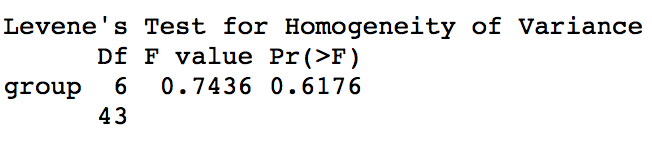 Levene's Test for Homogeneity of Variance
Df F value Pr(>F)
group 6 0.7436 0.6176
43